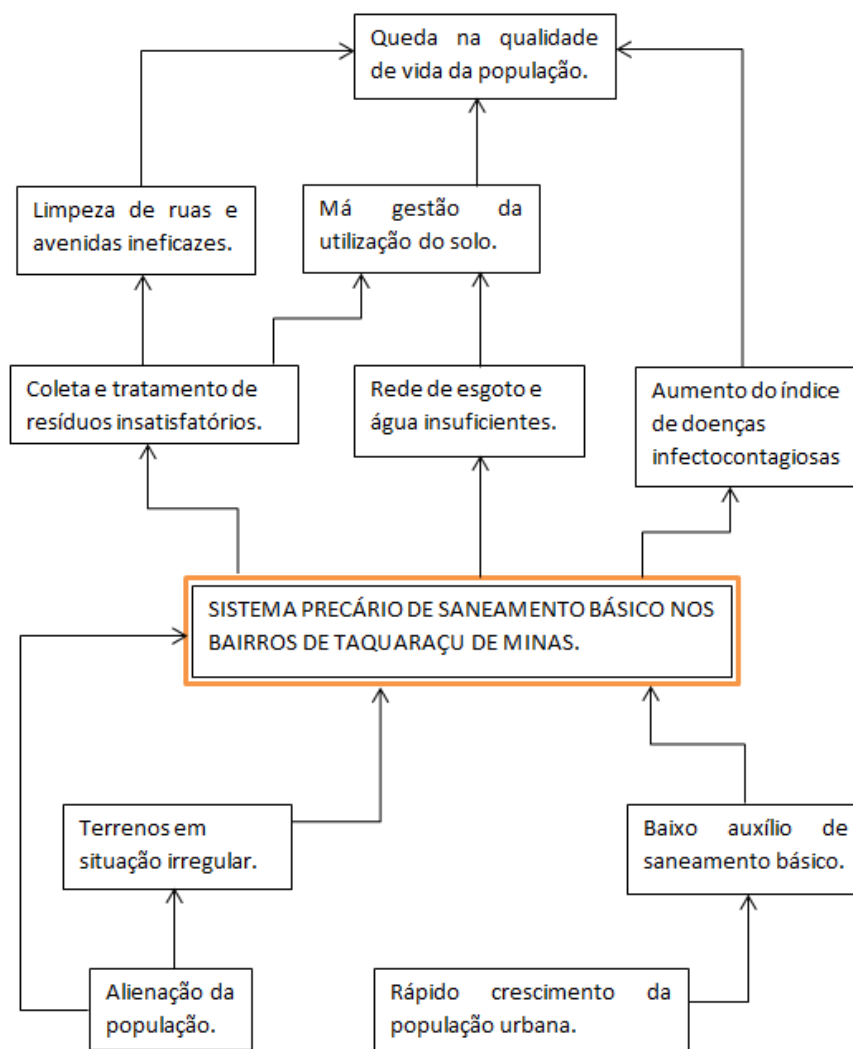 Queda na qualidade
de vida da população.
Limpeza de ruas e
avenidas ineficazes.
Má gestão da
utilização do solo.
Coleta e tratamento de
resíduos insatisfatórios.
Rede de esgoto e
água insuficientes.
Aumento do índice
de doenças
infectocontagiosas
SISTEMA PRECÁRIO DE SANEAMENTO BÁSICO NOS
BAIRROS DE TAQUARAÇU DE MINAS.
Terrenos em
situação irregular.
Baixo auxílio de
saneamento básico.
Alienação da
população.
Rápido crescimento da
população urbana.